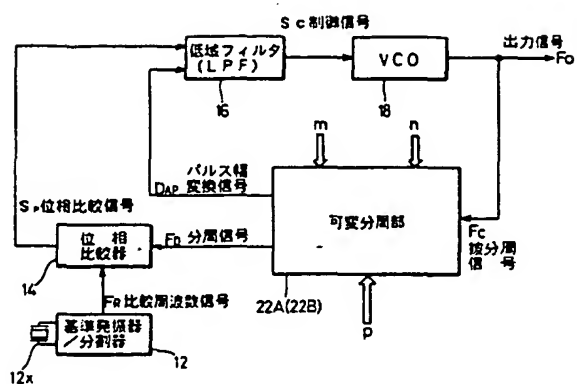 Sc制御信号
低域フィルタ
(LPF)
16
VCO
18
出力信号
Fo
m
n
パルス幅
DAP 変換信号
可変分周部
Fc
被分周
信号
SP位相比較信号
位相
比較器
14
FD 分周信号
22A(22B)
p
FR比較周波数信号
基準発振器
/分割器
12x
12